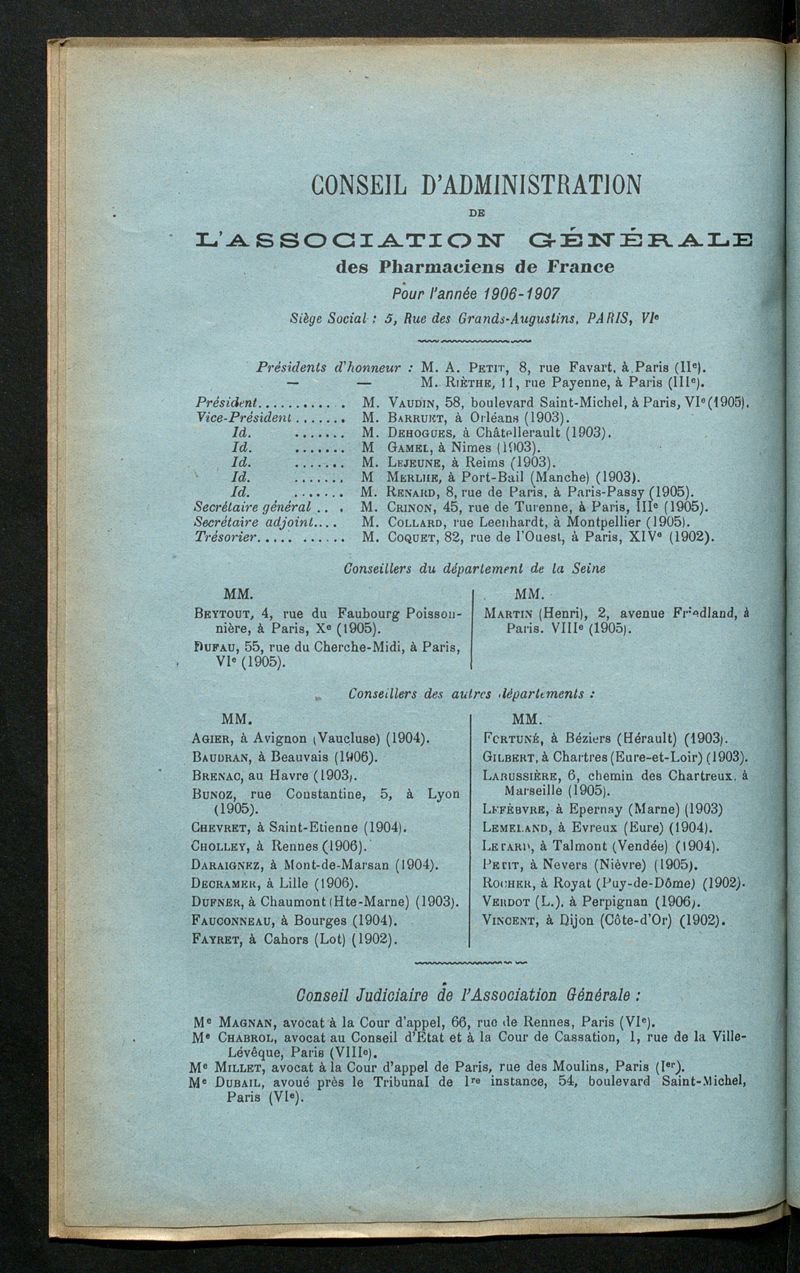 CONSEIL D'ADMINISTRATION
DE
L'ASSOCIATION GÉNÉRALE
des Pharmaciens de France
Pour l'année 1906-1907
Siège Social : 5, Rue des Grands-Augustins, PARIS, VIe
Présidents d'honneur : M. A. PETIT, 8, rue Favart, à Paris (IIe).
— — M. RIÈTHE, 11, rue Payenne, à Paris (IIIe).
Président........... M. VAUDIN, 58, boulevard Saint-Michel, à Paris, VIe (1905).
Vice-Président....... M. BARRUET, à Orléans (1903).
Id. ....... M. DEHOGUES, à Châtellerault (1903).
Id. ....... M GAMEL, à Nimes (1903).
Id. ....... M. LEJEUNE, à Reims (1903).
Id. ....... M MERLIIE, à Port-Bail (Manche) (1903).
Id. ....... M. RENARD, 8, rue de Paris, à Paris-Passy (1905).
Secrétaire général ... M. CRINON, 45, rue de Turenne, à Paris, IIIe (1905).
Secrétaire adjoint.... M. COLLARD, rue Leenhardt, à Montpellier (1905).
Trésorier........... M. COQUET, 82, rue de l'Ouest, à Paris, XIVe (1902).
Conseillers du département de la Seine
MM.
BEYTOUT, 4, rue du Faubourg Poisson-
nière, à Paris, Xe (1905).
DUFAU, 55, rue du Cherche-Midi, à Paris,
VIe (1905).
MM.
MARTIN (Henri), 2, avenue Friedland, à
Paris. VIIIe (1905).
Conseillers des autres départements :
MM.
AGIER, à Avignon (Vaucluse) (1904).
BAUDRAN, à Beauvais (1906).
BRENAC, au Havre (1903).
BUNOZ, rue Constantine, 5, à Lyon
(1905).
CHEVRET, à Saint-Etienne (1904).
CHOLLEY, à Rennes (1906).
DARAIGNEZ, à Mont-de-Marsan (1904).
DECRAMER, à Lille (1906).
DUFNER, à Chaumont (Hte-Marne) (1903).
FAUCONNEAU, à Bourges (1904).
FAYRET, à Cahors (Lot) (1902).
MM.
FORTUNÉ, à Béziers (Hérault) (1903).
GILBERT, à Chartres (Eure-et-Loir) (1903).
LARUSSIÈRE, 6, chemin des Chartreux, à
Marseille (1905).
LEFÈBVRE, à Epernay (Marne) (1903)
LEMELAND, à Evreux (Eure) (1904).
LETARD, à Talmont (Vendée) (1904).
PETIT, à Nevers (Nièvre) (1905).
ROCHER, à Royat (Puy-de-Dôme) (1902).
VERDOT (L.), à Perpignan (1906).
VINCENT, à Dijon (Côte-d'Or) (1902).
Conseil Judiciaire de l'Association Générale :
Me MAGNAN, avocat à la Cour d'appel, 66, rue de Rennes, Paris (VIe).
Me CHABROL, avocat au Conseil d'Etat et à la Cour de Cassation, 1, rue de la Ville-
Lévêque, Paris (VIIIe).
Me MILLET, avocat à la Cour d'appel de Paris, rue des Moulins, Paris (Ier).
Me DUBAIL, avoué près le Tribunal de 1re instance, 54, boulevard Saint-Michel,
Paris (VIe).